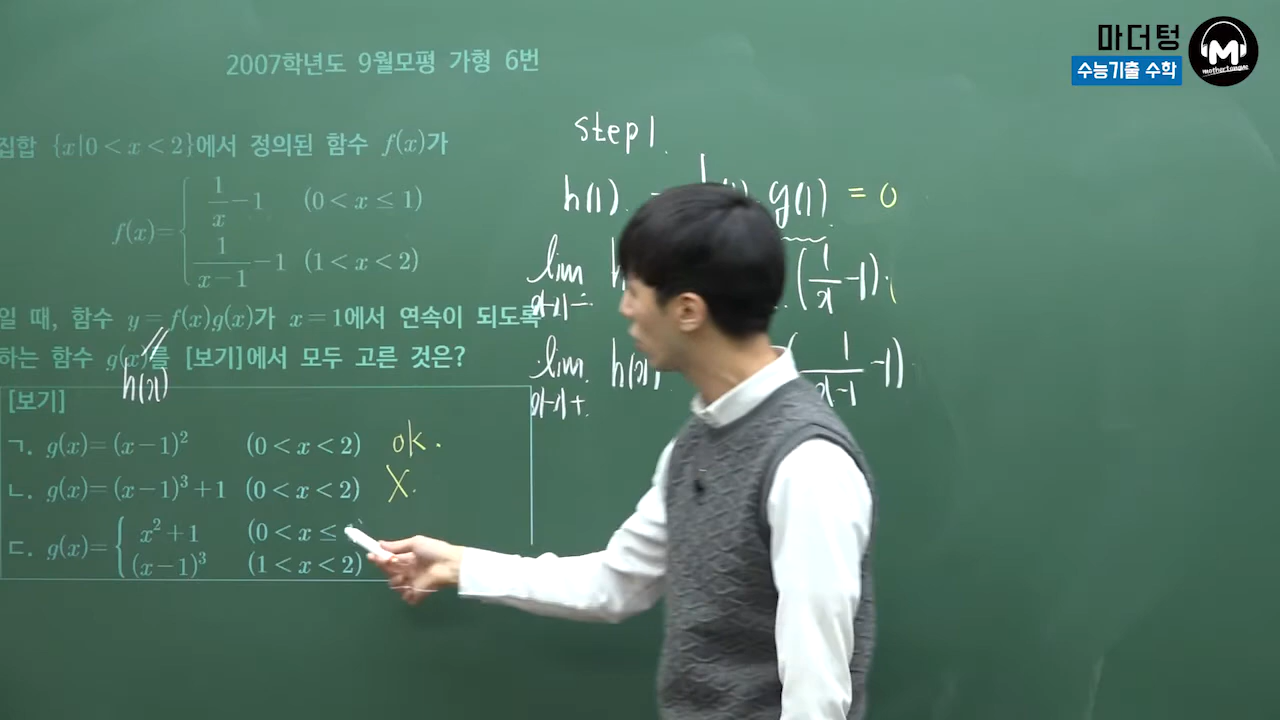 마더텅
수능기출 수학
M
mothertongue
2007학년도 9월모평 가형 6번
집합 {x|0<x<2}에서 정의된 함수 f(x)가
f(x)={ 1/x-1 (0<x≤1)
1/(x-1)-1 (1<x<2)
일 때, 함수 y=f(x)g(x)가 x=1에서 연속이 되도록
하는 함수 g(x)를 [보기]에서 모두 고른 것은?
h(x)
[보기]
ㄱ. g(x)=(x-1)² (0<x<2) ok.
ㄴ. g(x)=(x-1)³+1 (0<x<2) X.
ㄷ. g(x)={ x²+1 (0<x≤
(x-1)³ (1<x<2)
step 1.
h(1) = g(1) = 0
lim x→1- (1/x -1).
lim x→1+ h(x) (1/(x-1) -1)